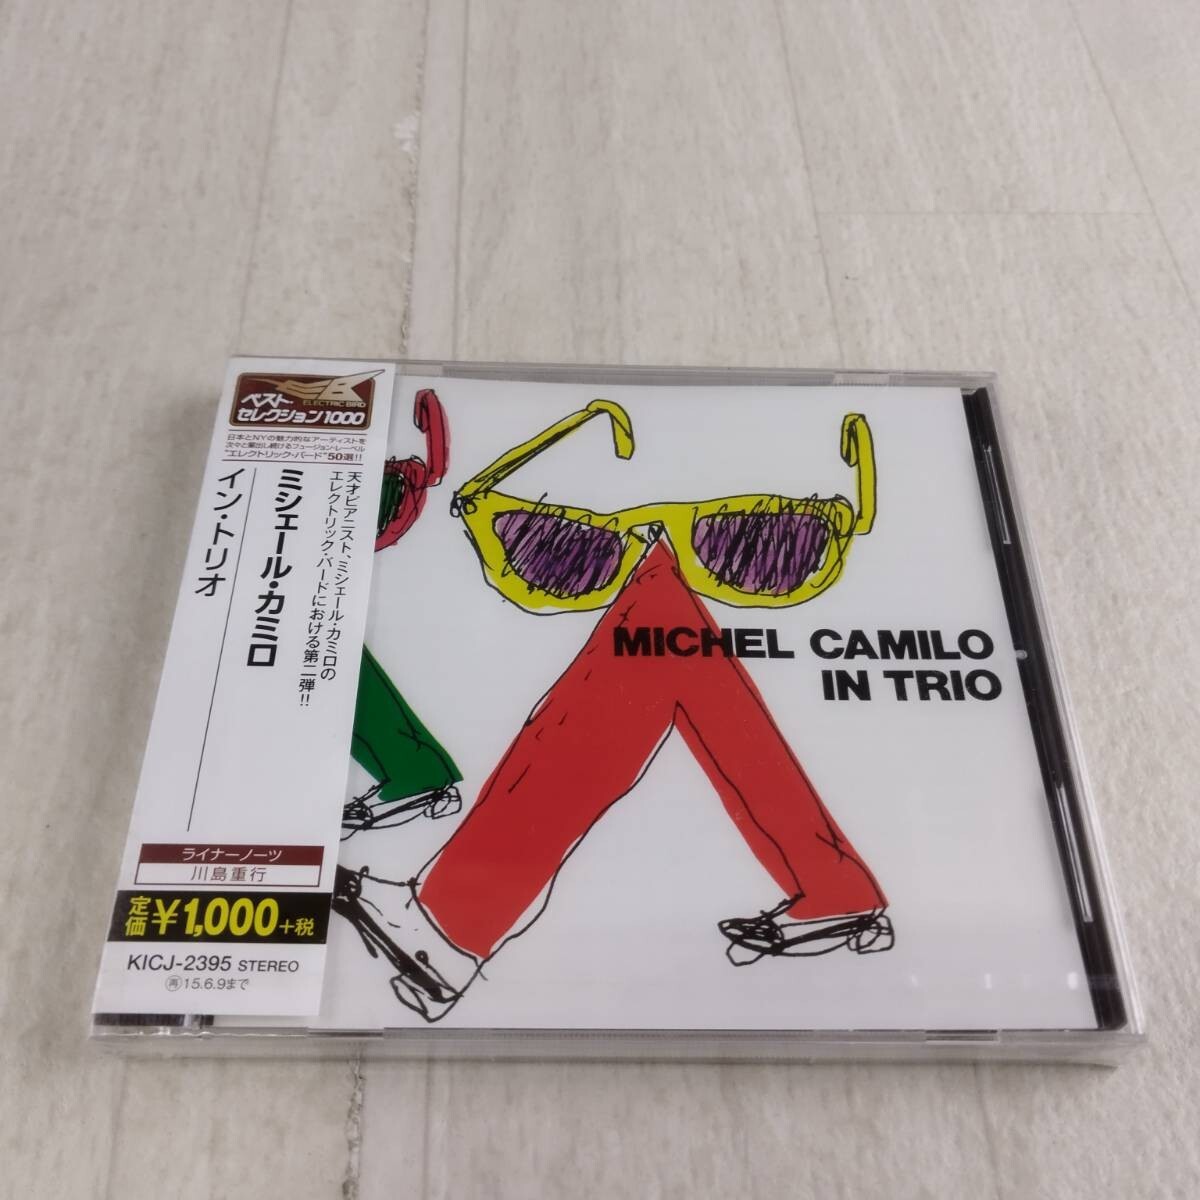 ELECTRIC BIRD
ベスト・
セレクション1000
日本とNYの魅力的なアーティストを
次々と輩出し続けるフュージョン・レーベル
"エレクトリック・バード"50選!!
天才ピアニスト、ミシェール・カミロの
エレクトリック・バードにおける第二弾!!
ミシェール・カミロ
イン・トリオ
ライナーノーツ
川島重行
定価¥1,000+税
KICJ-2395 STEREO
再15.6.9まで
MICHEL CAMILO
IN TRIO